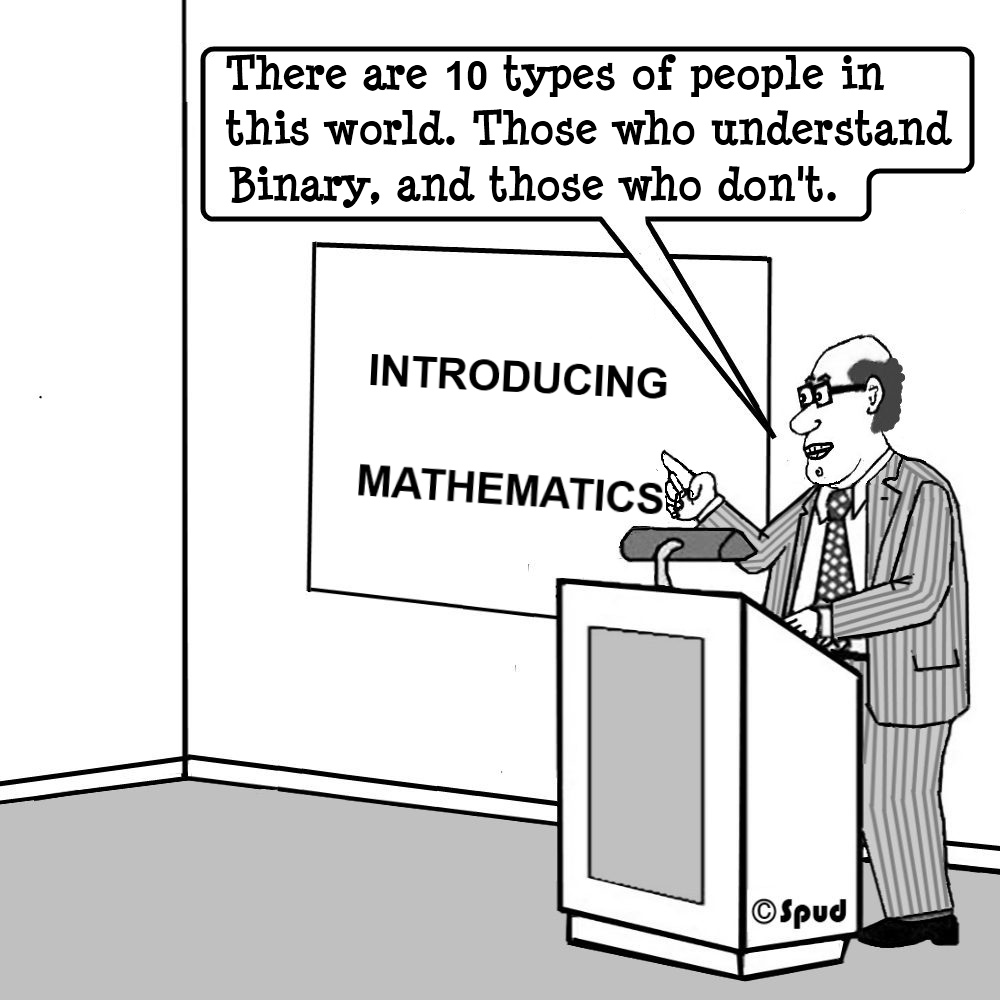 There are 10 types of people in
this world. Those who understand
Binary, and those who don't.
INTRODUCING
MATHEMATICS
©Spud